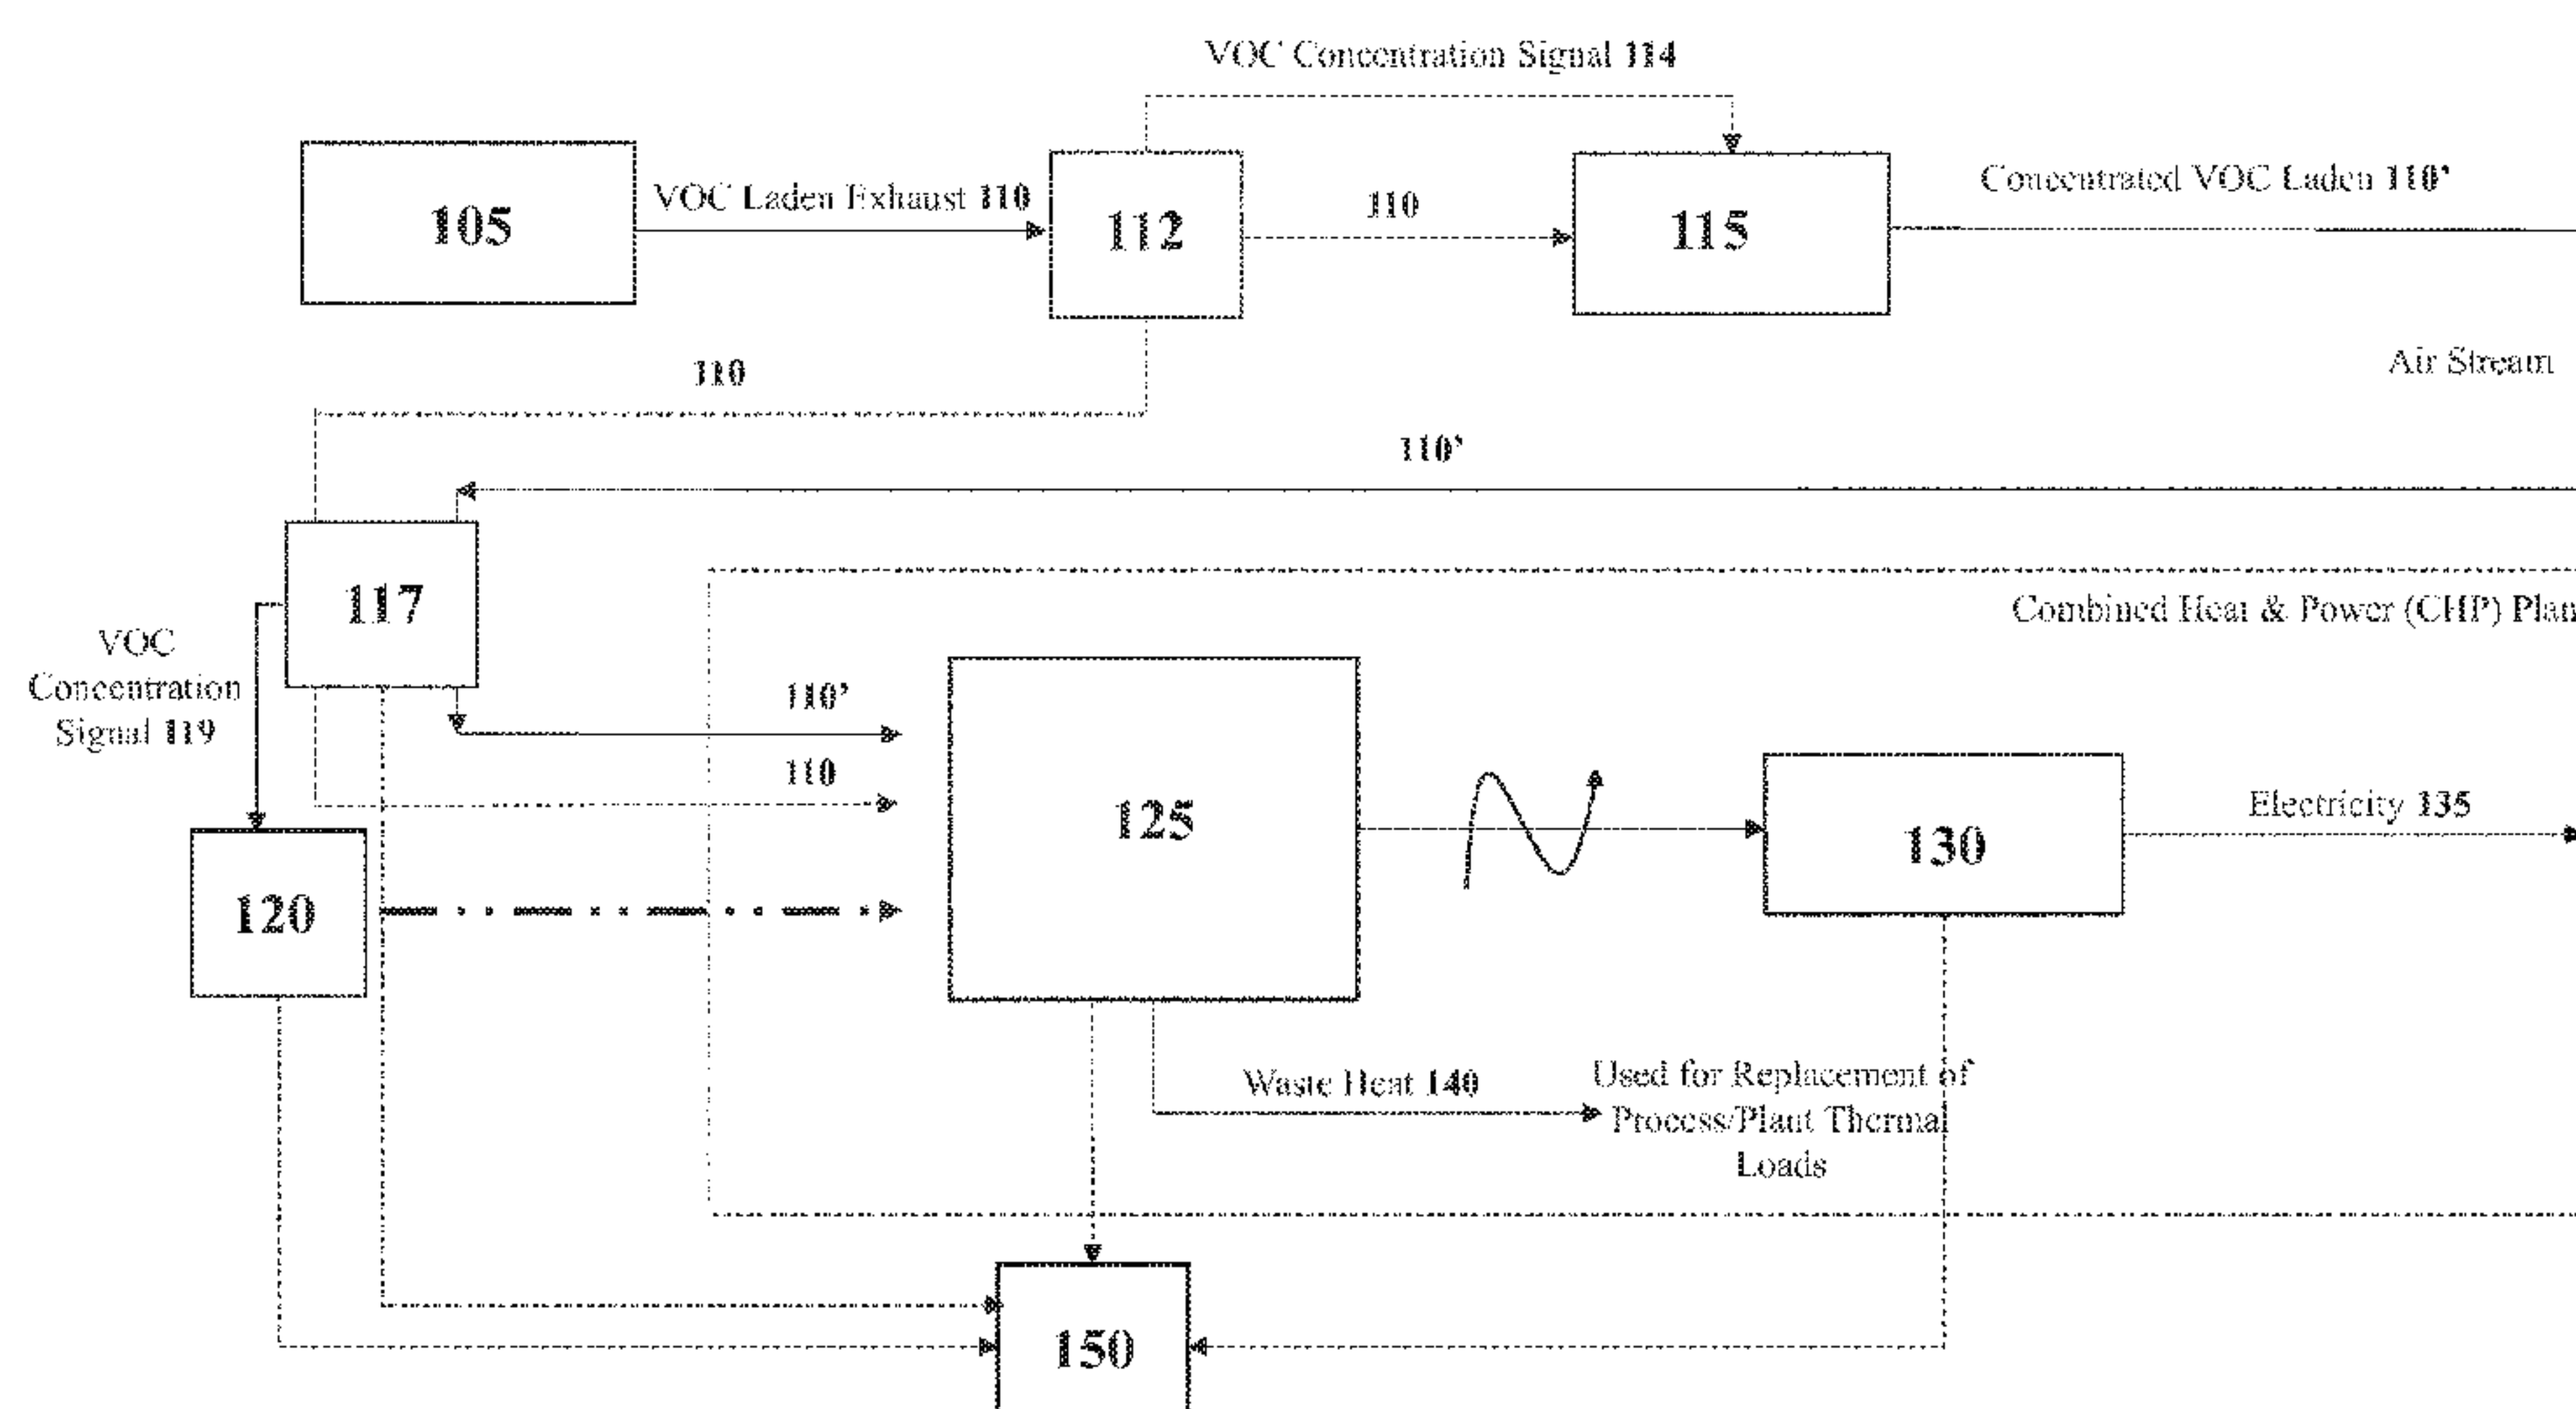 VOC Concentration Signal 114
105
VOC Laden Exhaust 110
112
110
115
Concentrated VOC Laden 110’
Air Stream
110
110’
117
Combined Heat & Power (CHP) Plan
VOC
Concentration
Signal 119
110’
110
125
130
Electricity 135
120
Waste Heat 140
Used for Replacement of
Process/Plant Thermal
Loads
150